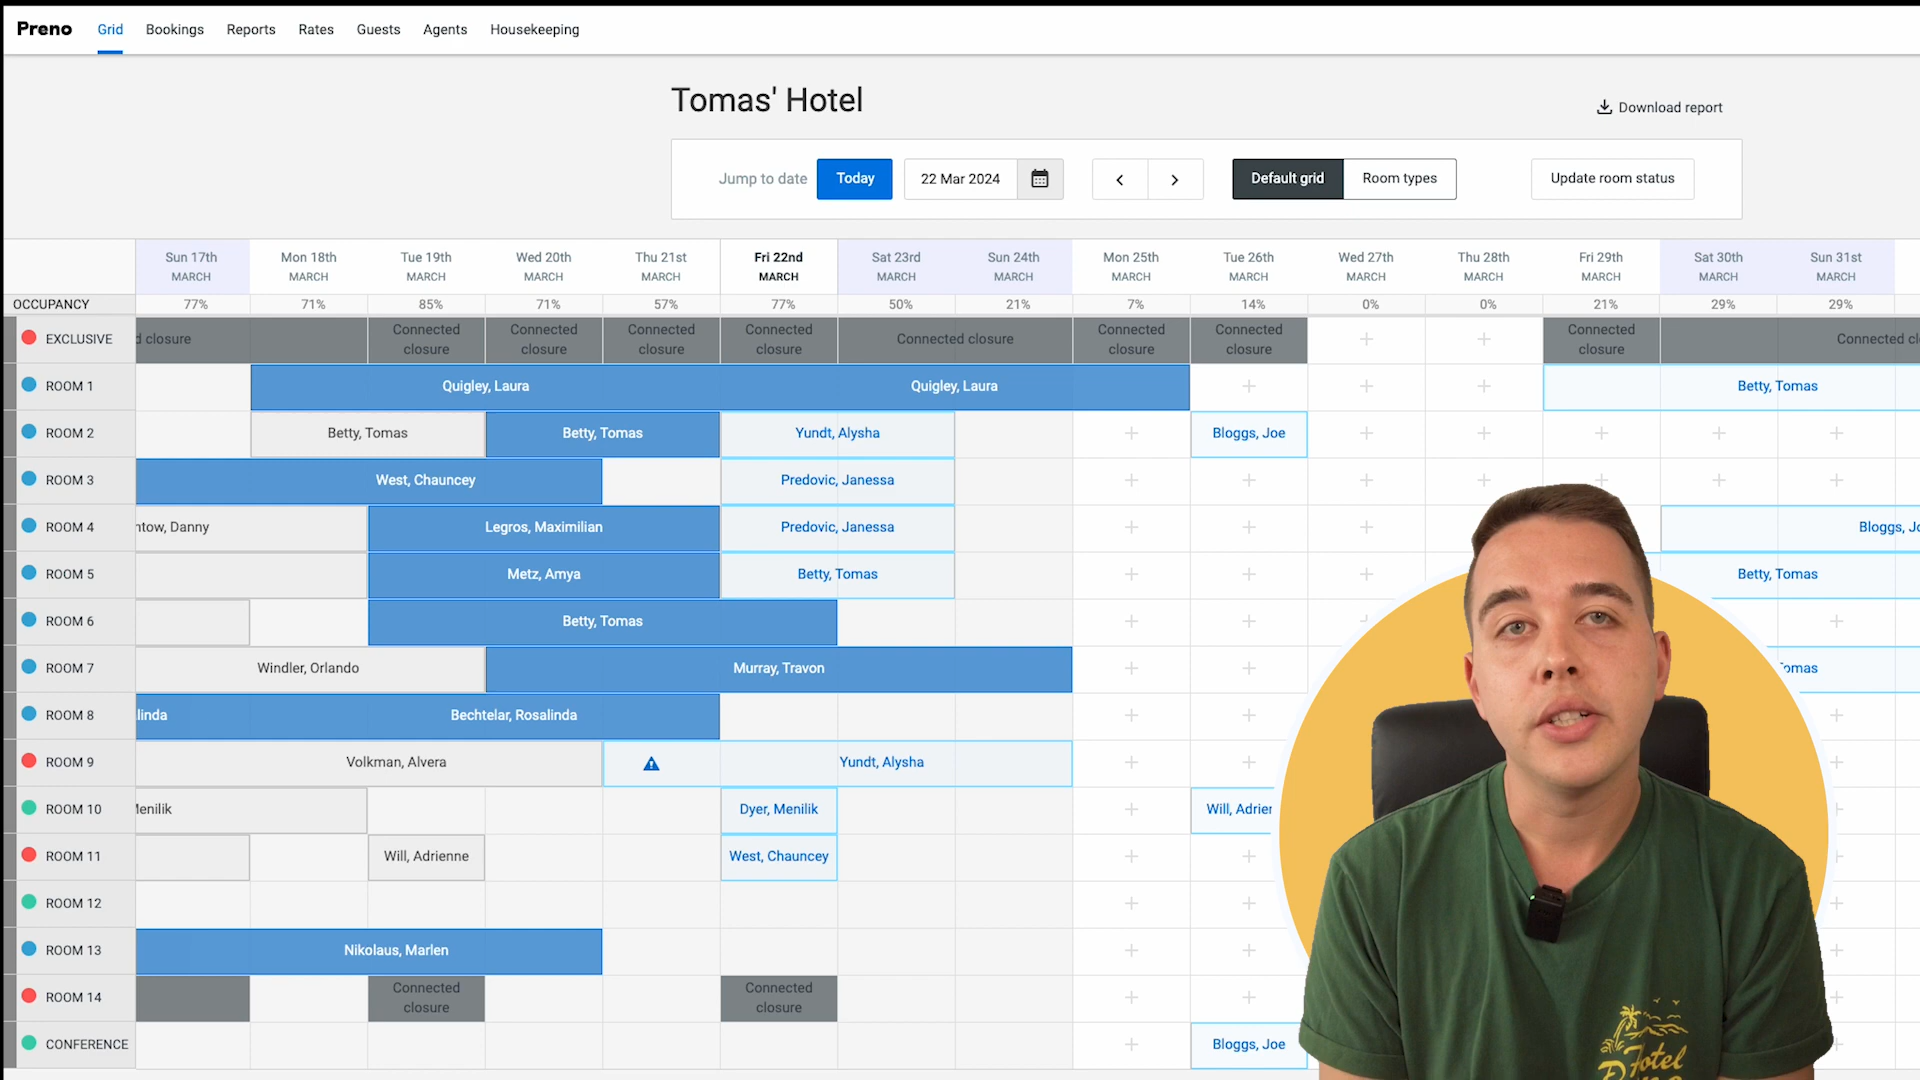 Preno Grid Bookings Reports Rates Guests Agents Housekeeping
Tomas' Hotel
Download report
Jump to date Today 22 Mar 2024 Default grid Room types Update room status
Sun 17th Mon 18th Tue 19th Wed 20th Thu 21st Fri 22nd Sat 23rd Sun 24th Mon 25th Tue 26th Wed 27th Thu 28th Fri 29th Sat 30th Sun 31st
MARCH MARCH MARCH MARCH MARCH MARCH MARCH MARCH MARCH MARCH MARCH MARCH MARCH MARCH MARCH
OCCUPANCY 77% 71% 85% 71% 57% 77% 50% 21% 7% 14% 0% 0% 21% 29% 29%
EXCLUSIVE d closure Connected closure Connected closure Connected closure Connected closure Connected closure Connected closure Connected closure Connected closure Connected cl
ROOM 1 Quigley, Laura Quigley, Laura Betty, Tomas
ROOM 2 Betty, Tomas Betty, Tomas Yundt, Alysha Bloggs, Joe
ROOM 3 West, Chauncey Predovic, Janessa
ROOM 4 ntow, Danny Legros, Maximilian Predovic, Janessa Bloggs, Jo
ROOM 5 Metz, Amya Betty, Tomas Betty, Tomas
ROOM 6 Betty, Tomas
ROOM 7 Windler, Orlando Murray, Travon omas
ROOM 8 linda Bechtelar, Rosalinda
ROOM 9 Volkman, Alvera Yundt, Alysha
ROOM 10 Menilik Dyer, Menilik Will, Adrien
ROOM 11 Will, Adrienne West, Chauncey
ROOM 12
ROOM 13 Nikolaus, Marlen
ROOM 14 Connected closure Connected closure
CONFERENCE Bloggs, Joe
Hotel